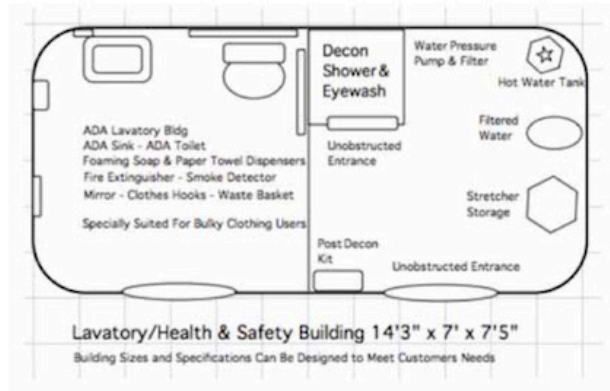 Decon
Shower &
Eyewash
Water Pressure
Pump & Filter
Hot Water Tank
Filtered
Water
Unobstructed
Entrance
ADA Lavatory Bldg
ADA Sink - ADA Toilet
Foaming Soap & Paper Towel Dispensers
Fire Extinguisher - Smoke Detector
Mirror - Clothes Hooks - Waste Basket
Specially Suited For Bulky Clothing Users
Stretcher
Storage
Post Decon
Kit
Unobstructed Entrance
Lavatory/Health & Safety Building 14'3" x 7' x 7'5"
Building Sizes and Specifications Can Be Designed to Meet Customers Needs